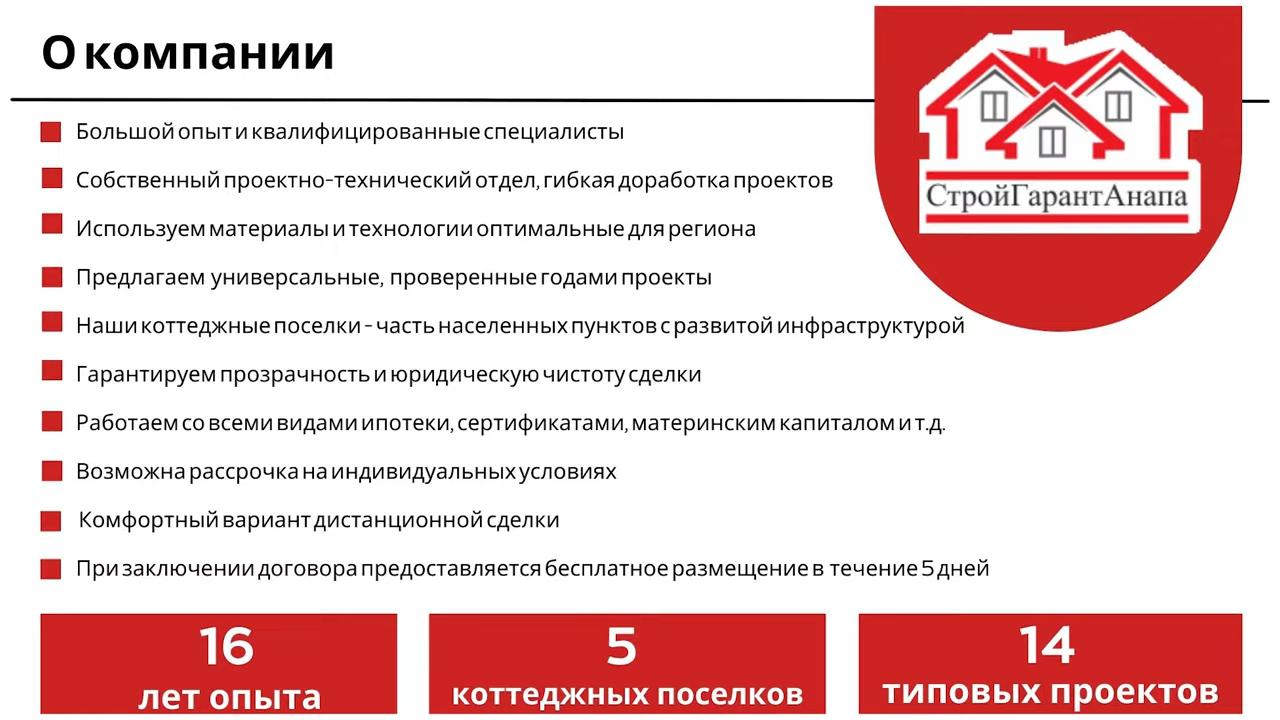 О компании
СтройГарантАнапа
Большой опыт и квалифицированные специалисты
Собственный проектно-технический отдел, гибкая доработка проектов
Используем материалы и технологии оптимальные для региона
Предлагаем универсальные, проверенные годами проекты
Наши коттеджные поселки - часть населенных пунктов с развитой инфраструктурой
Гарантируем прозрачность и юридическую чистоту сделки
Работаем со всеми видами ипотеки, сертификатами, материнским капиталом и т.д.
Возможна рассрочка на индивидуальных условиях
Комфортный вариант дистанционной сделки
При заключении договора предоставляется бесплатное размещение в течение 5 дней
16
лет опыта
5
коттеджных поселков
14
типовых проектов